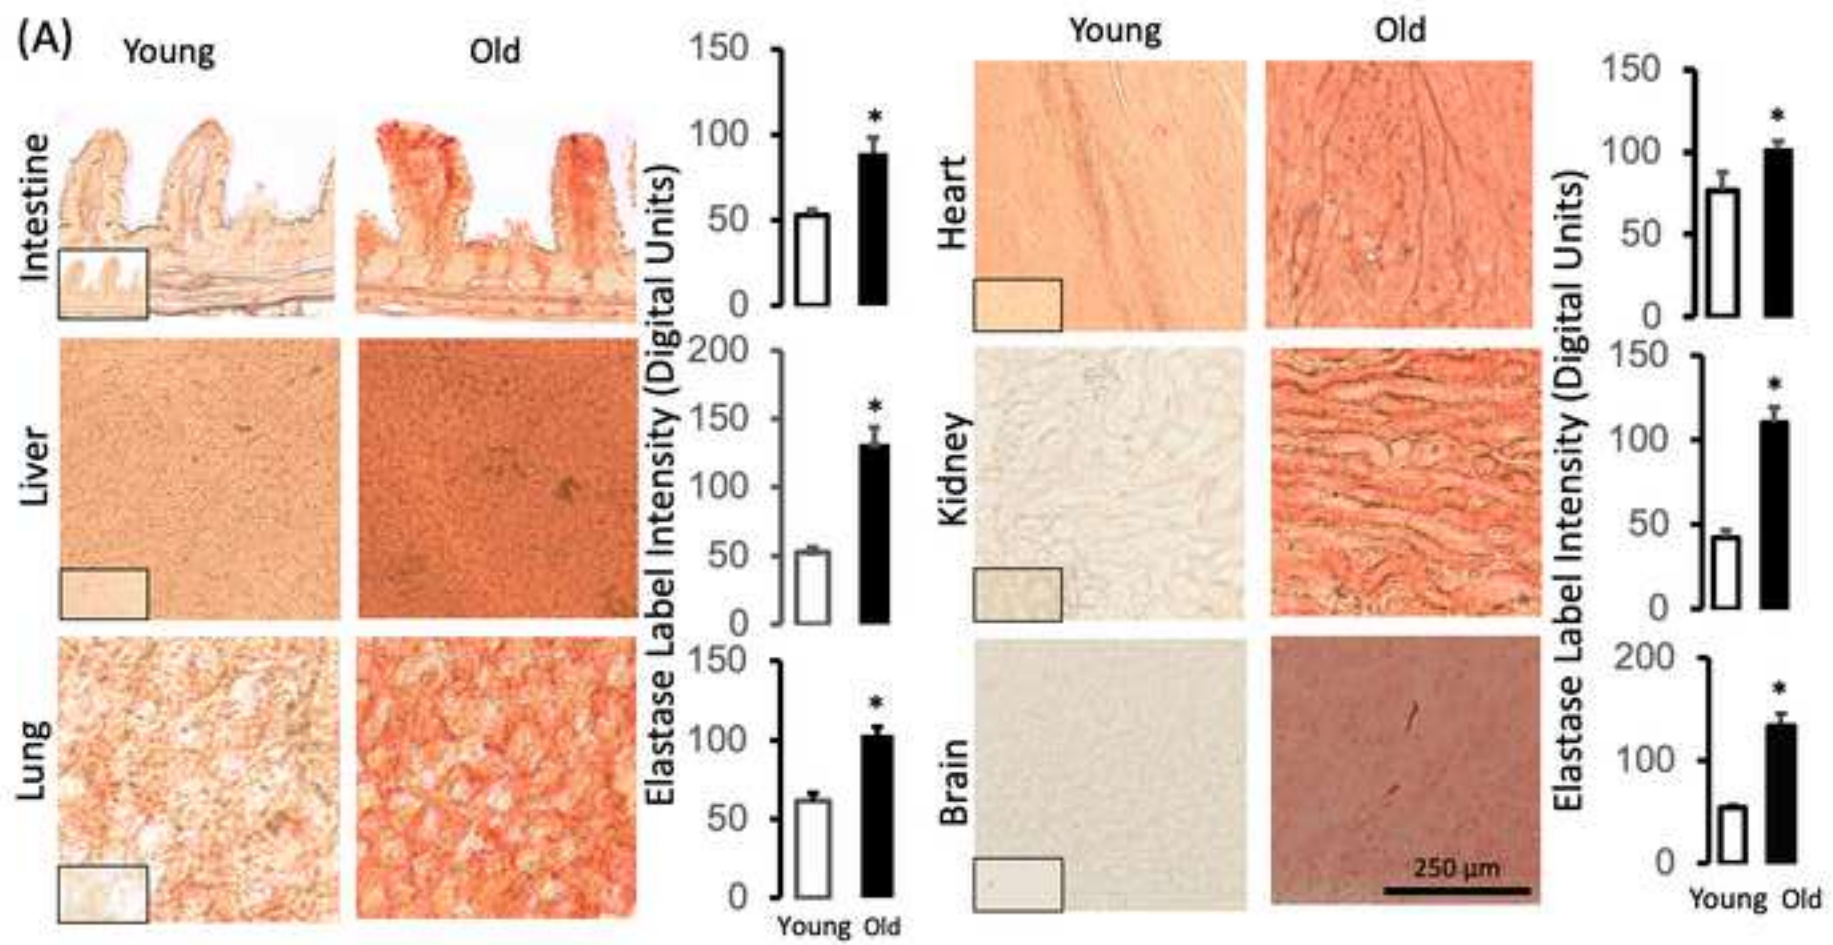 (A)
Young
Old
Intestine
Liver
Lung
Elastase Label Intensity (Digital Units)
150
*
100
50
0
200
*
150
100
50
0
150
*
100
50
0
Young Old
Young
Old
Heart
Kidney
Brain
250 µm
Elastase Label Intensity (Digital Units)
150
*
100
50
0
150
*
100
50
0
200
*
100
0
Young Old